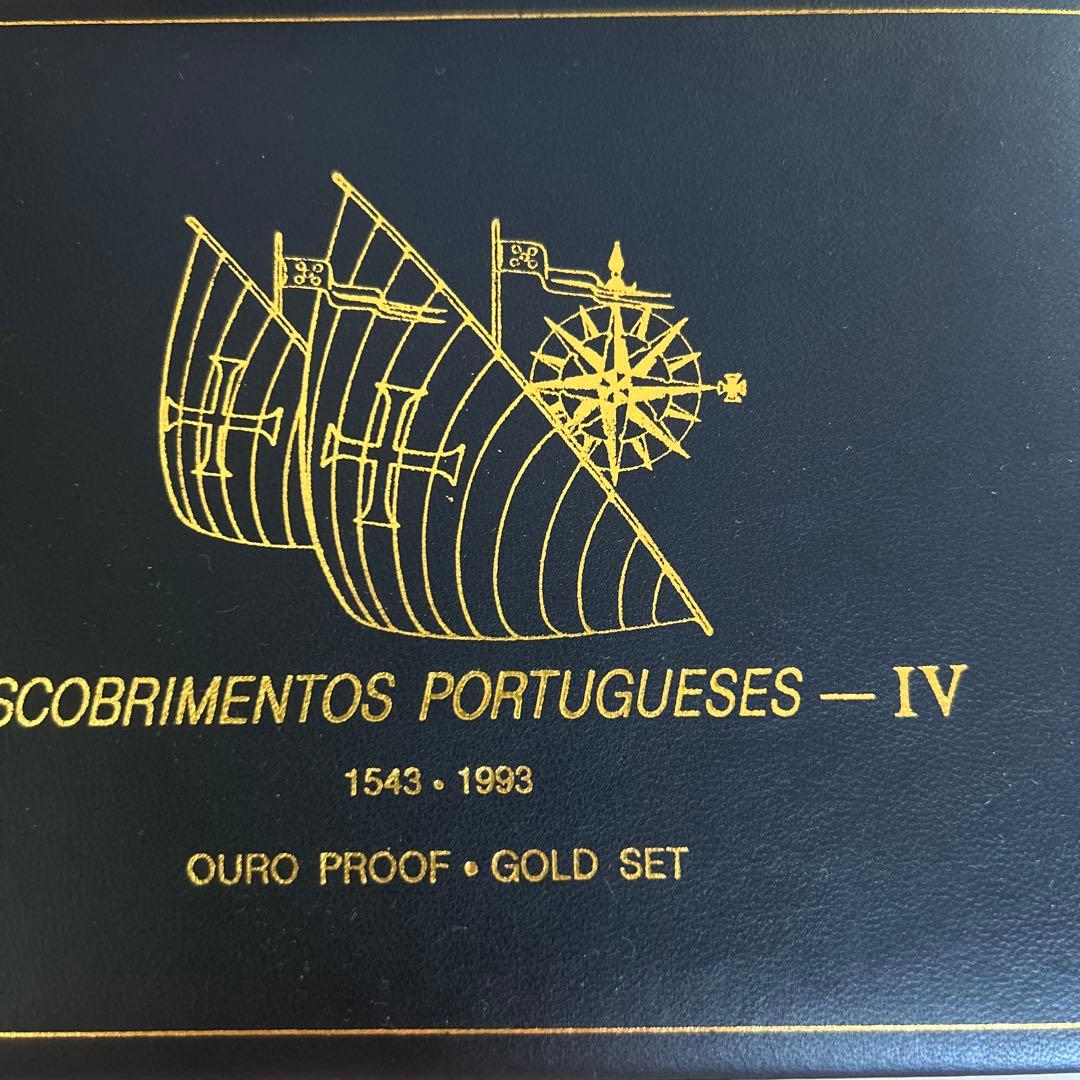 SCOBRIMENTOS PORTUGUESES — IV
1543 • 1993
OURO PROOF • GOLD SET